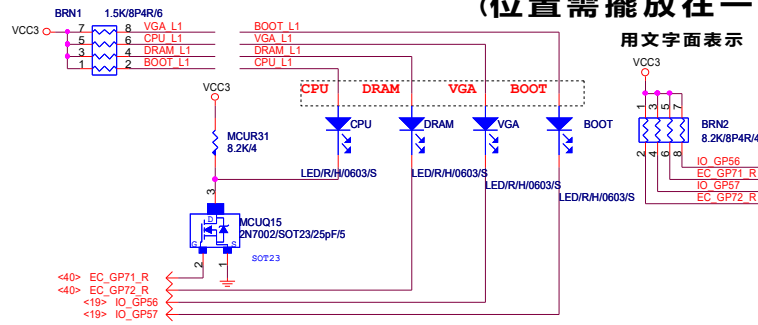 (位置需擺放在一
用文字面表示
BRN1 1.5K/8P4R/6
VCC3
7 8 VGA_L1
5 6 CPU_L1
3 4 DRAM_L1
1 2 BOOT_L1
BOOT_L1
VGA_L1
DRAM_L1
CPU_L1
VCC3
MCUR31
8.2K/4
CPU DRAM VGA BOOT
CPU DRAM VGA BOOT
LED/R/H/0603/S LED/R/H/0603/S
LED/R/H/0603/S
LED/R/H/0603/S
VCC3
1 3 5 7
BRN2
8.2K/8P4R/4
2 4 6 8
IO_GP56
EC_GP71_R
IO_GP57
EC_GP72_R
3
D
G S
MCUQ15
2N7002/SOT23/25pF/5
SOT23
2 1
<40> EC_GP71_R
<40> EC_GP72_R
<19> IO_GP56
<19> IO_GP57